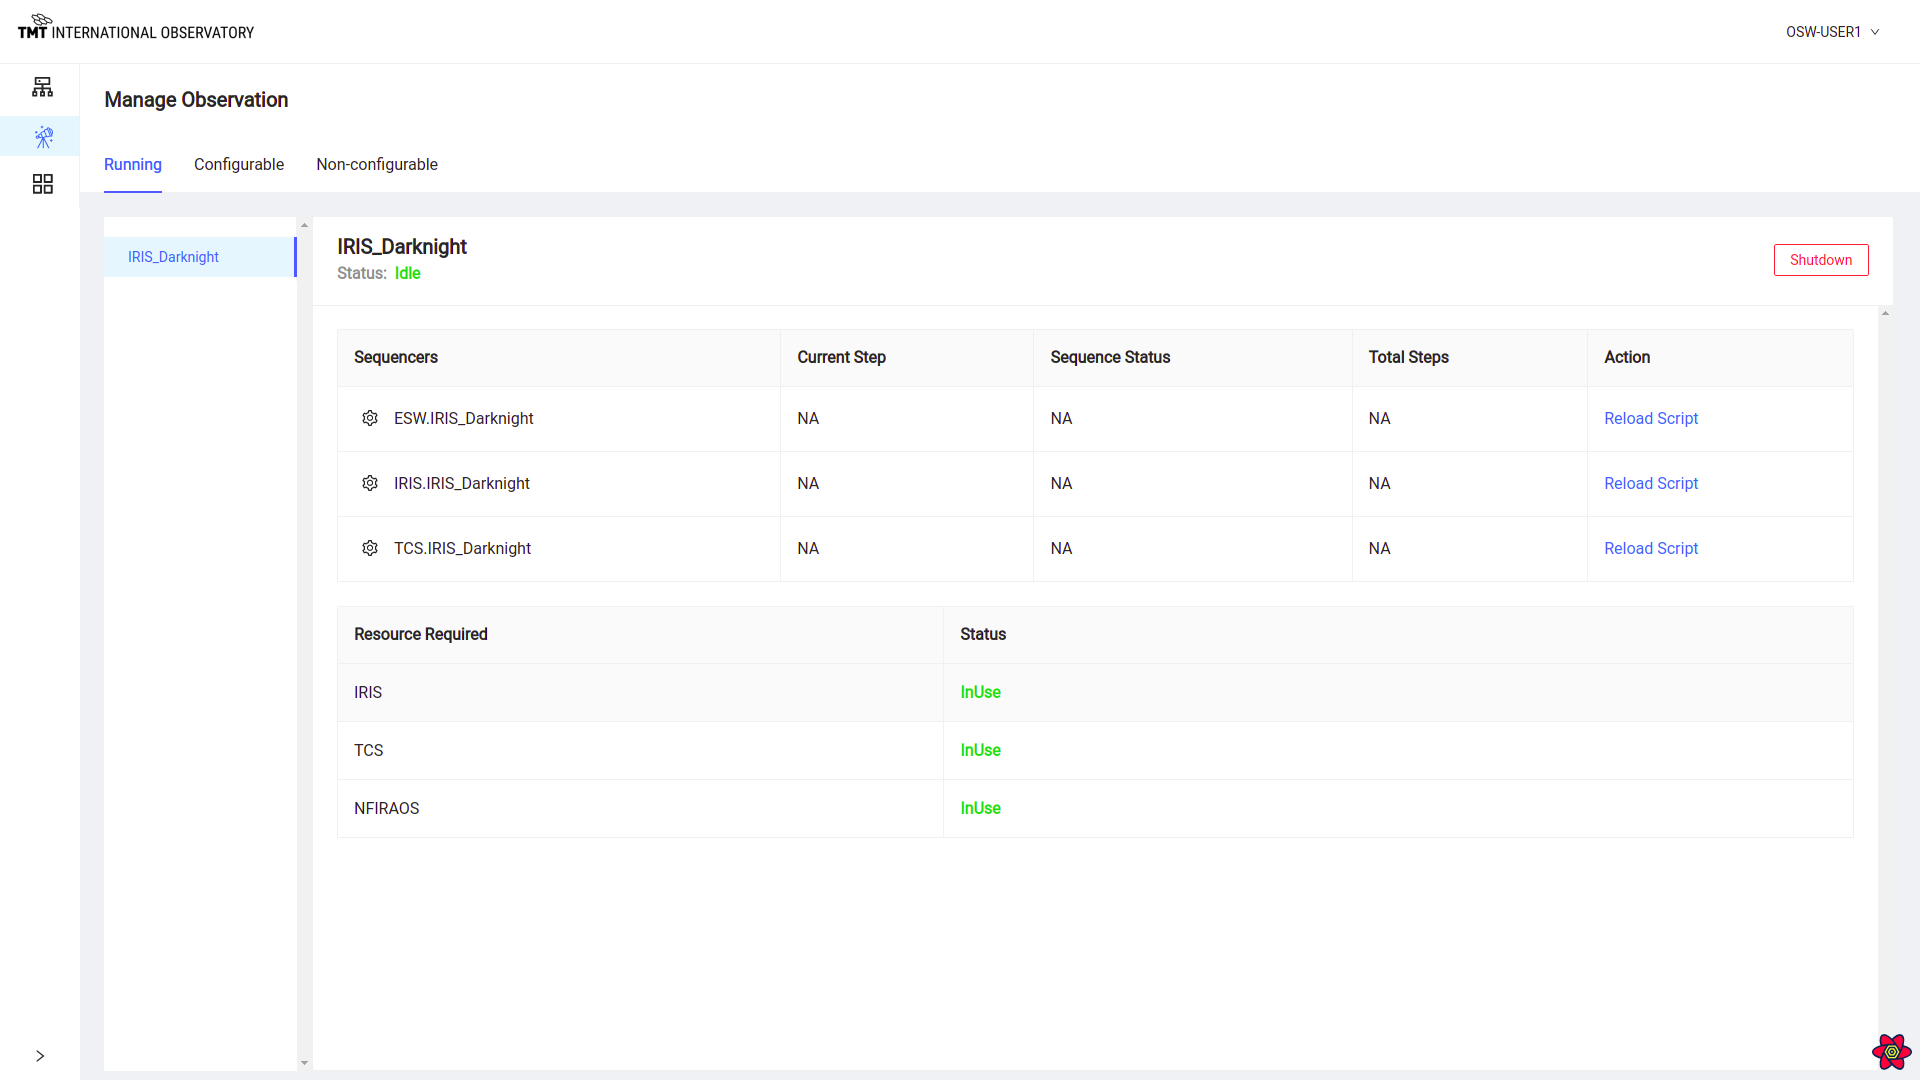 TMT INTERNATIONAL OBSERVATORY
OSW-USER1
Manage Observation
Running Configurable Non-configurable
IRIS_Darknight
IRIS_Darknight
Status: Idle
Shutdown
Sequencers Current Step Sequence Status Total Steps Action
ESW.IRIS_Darknight NA NA NA Reload Script
IRIS.IRIS_Darknight NA NA NA Reload Script
TCS.IRIS_Darknight NA NA NA Reload Script
Resource Required Status
IRIS InUse
TCS InUse
NFIRAOS InUse